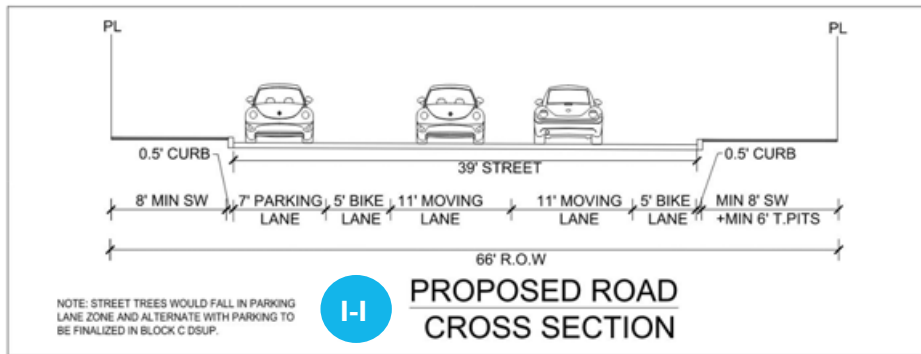 PL
PL
0.5' CURB
39' STREET
0.5' CURB
8' MIN SW
7' PARKING
LANE
5' BIKE
LANE
11' MOVING
LANE
11' MOVING
LANE
5' BIKE
LANE
MIN 8' SW
+MIN 6' T.PITS
66' R.O.W
NOTE: STREET TREES WOULD FALL IN PARKING
LANE ZONE AND ALTERNATE WITH PARKING TO
BE FINALIZED IN BLOCK C DSUP.
I-I
PROPOSED ROAD
CROSS SECTION